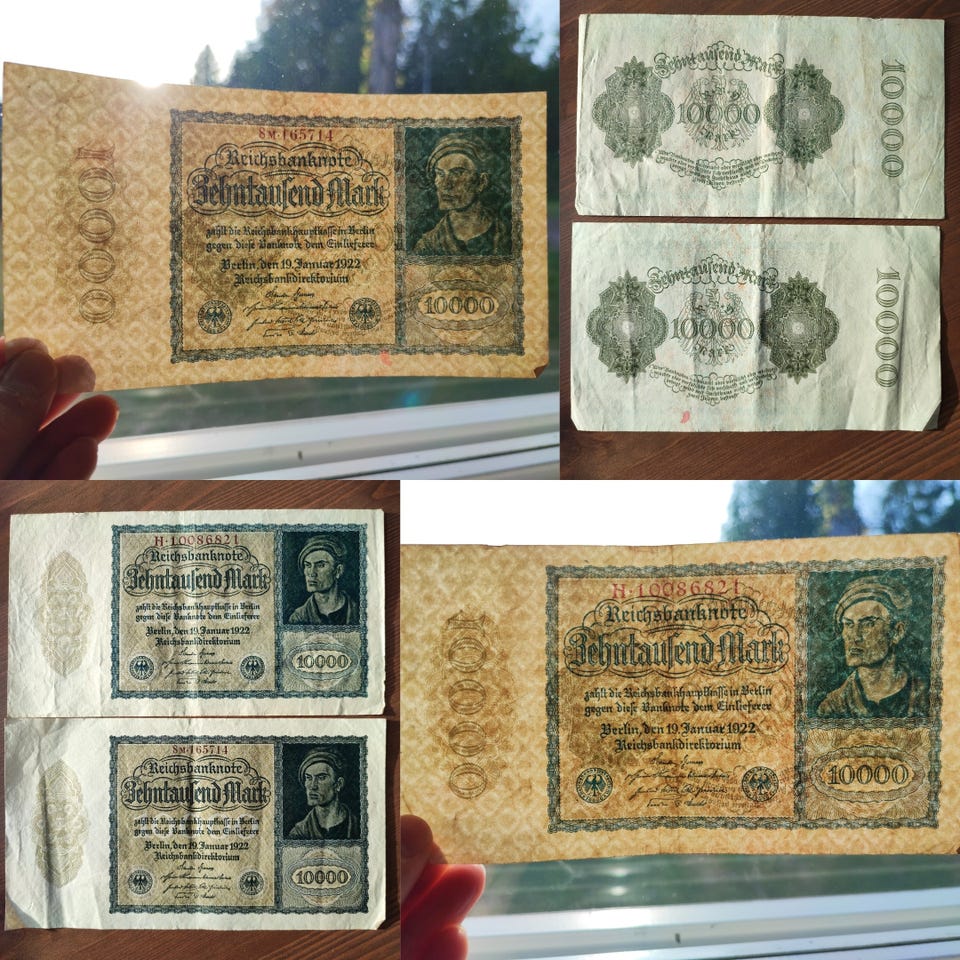 8M·165714
Reichsbanknote
Zehntausend Mark
zahlt die Reichsbankhauptkasse in Berlin
gegen diese Banknote dem Einlieferer
Berlin, den 19. Januar 1922
Reichsbankdirektorium
10000
10000
Zehntausend Mark
10000
Mark
10000
Zehntausend Mark
10000
Mark
10000
H·10086821
Reichsbanknote
Zehntausend Mark
zahlt die Reichsbankhauptkasse in Berlin
gegen diese Banknote dem Einlieferer
Berlin, den 19. Januar 1922
Reichsbankdirektorium
10000
8M·165714
Reichsbanknote
Zehntausend Mark
zahlt die Reichsbankhauptkasse in Berlin
gegen diese Banknote dem Einlieferer
Berlin, den 19. Januar 1922
Reichsbankdirektorium
10000
H·10086821
Reichsbanknote
Zehntausend Mark
zahlt die Reichsbankhauptkasse in Berlin
gegen diese Banknote dem Einlieferer
Berlin, den 19. Januar 1922
Reichsbankdirektorium
10000
10000